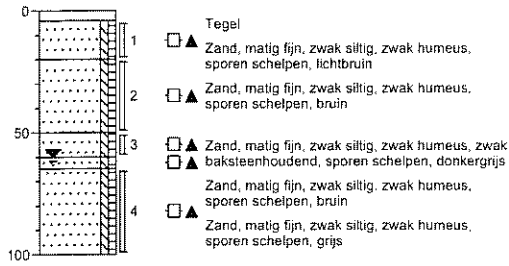 0
Tegel
1
Zand, matig fijn, zwak siltig, zwak humeus,
sporen schelpen, lichtbruin
2
Zand, matig fijn, zwak siltig, zwak humeus,
sporen schelpen, bruin
50
3
Zand, matig fijn, zwak siltig, zwak humeus, zwak
baksteenhoudend, sporen schelpen, donkergrijs
Zand, matig fijn, zwak siltig, zwak humeus,
sporen schelpen, bruin
4
Zand, matig fijn, zwak siltig, zwak humeus,
sporen schelpen, grijs
100